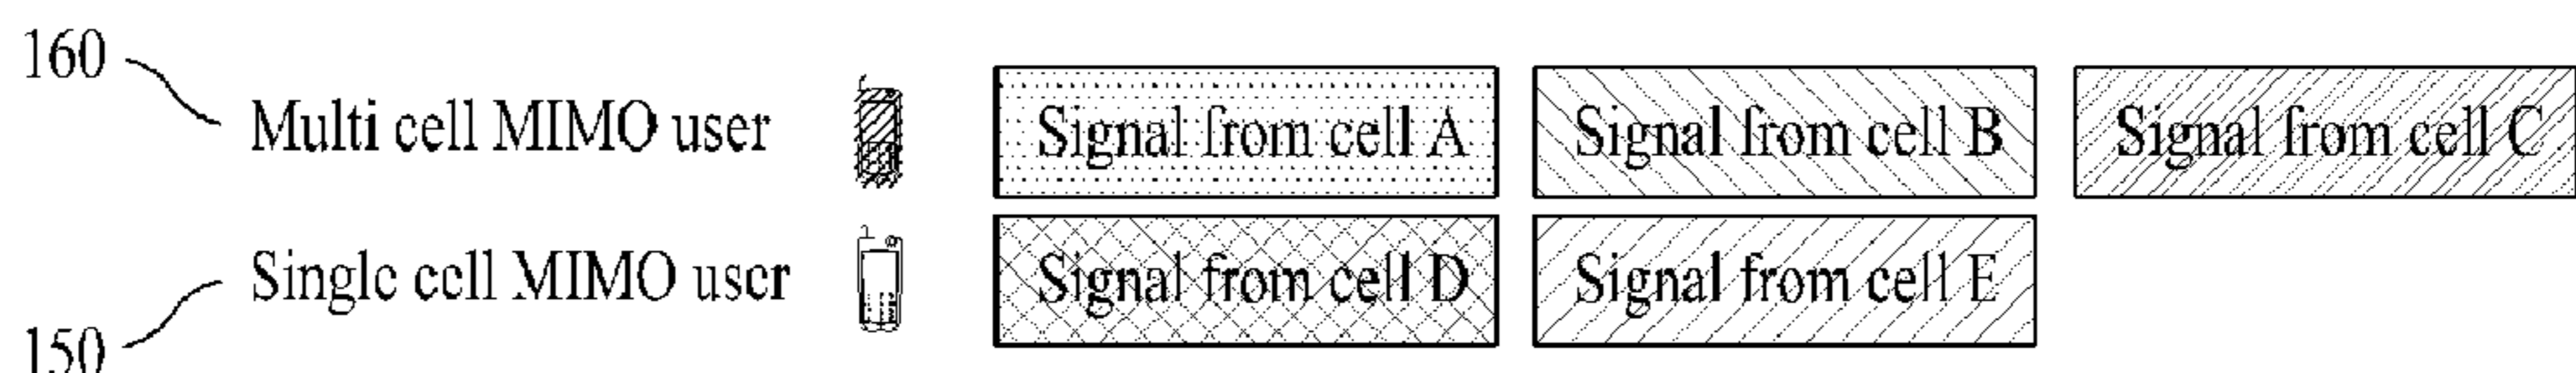 160
Multi cell MIMO user Signal from cell A Signal from cell B Signal from cell C
Single cell MIMO user Signal from cell D Signal from cell E
150